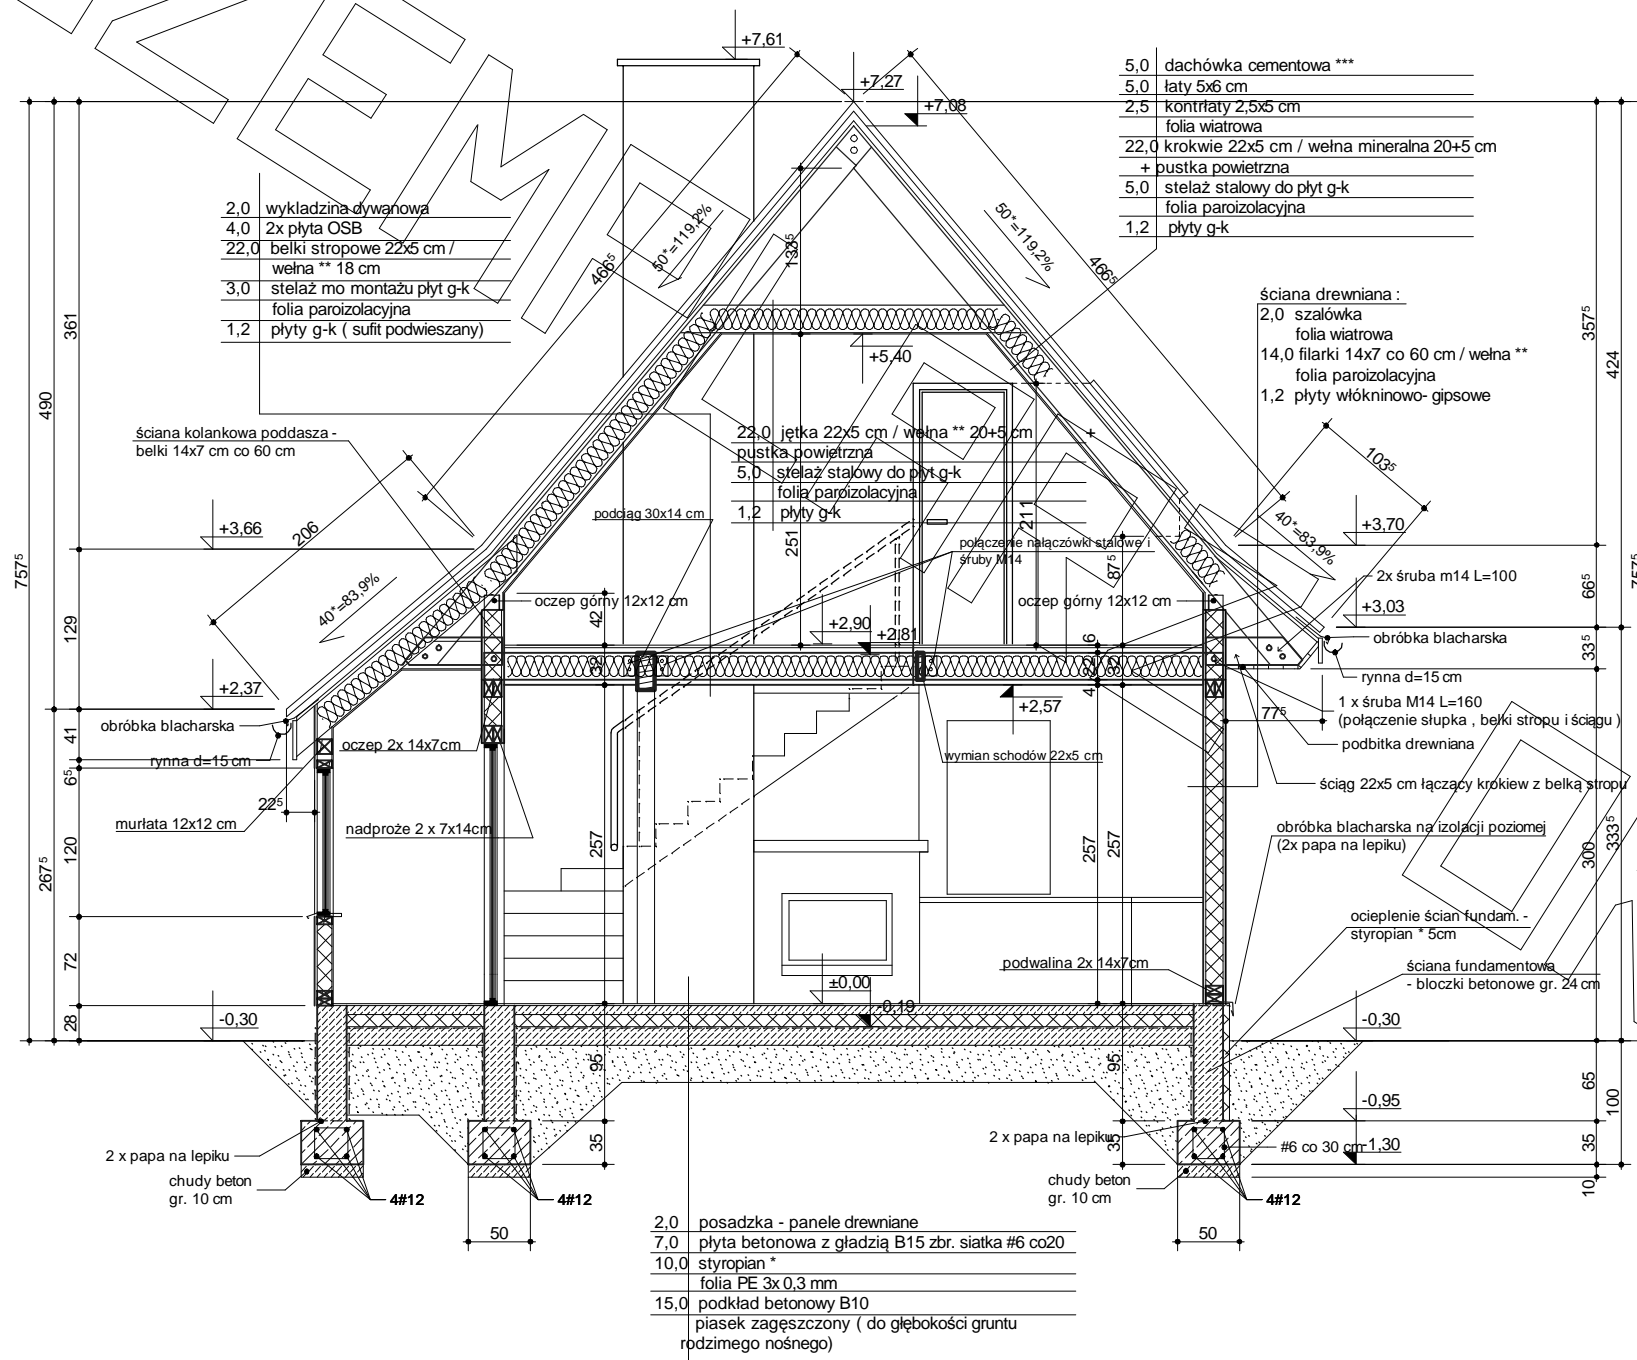 +7,61
+7,27
+7,08
5,0 dachówka cementowa ***
5,0 łaty 5x6 cm
2,5 kontrłaty 2,5x5 cm
folia wiatrowa
22,0 krokwie 22x5 cm / wełna mineralna 20+5 cm
+ pustka powietrzna
5,0 stelaż stalowy do płyt g-k
folia paroizolacyjna
1,2 płyty g-k
2,0 wykladzina dywanowa
4,0 2x płyta OSB
22,0 belki stropowe 22x5 cm /
wełna ** 18 cm
3,0 stelaż mo montażu płyt g-k
folia paroizolacyjna
1,2 płyty g-k ( sufit podwieszany)
466⁵
50*=119,2%
133⁵
50*=119,2%
466⁵
ściana drewniana :
2,0 szalówka
folia wiatrowa
14,0 filarki 14x7 co 60 cm / wełna **
folia paroizolacyjna
1,2 płyty włókninowo- gipsowe
361
490
357⁵
424
+5.40
ściana kolankowa poddasza -
belki 14x7 cm co 60 cm
22,0 jętka 22x5 cm / wełna ** 20+5 cm +
pustka powietrzna
5,0 stelaż stalowy do płyt g-k
folia paroizolacyjna
1,2 płyty g-k
podciąg 30x14 cm
połączenie nałączówki stalowe i
śruby M14
103⁵
40*=83,9%
+3,66
206
251
211
87⁵
+3,70
757⁵
757⁵
2x śruba m14 L=100
66⁵
+3,03
40*=83,9%
129
oczep górny 12x12 cm
oczep górny 12x12 cm
42
+2,90
+2,81
6
obróbka blacharska
33⁵
32
22
32
4
rynna d=15 cm
+2,37
+2,57
1 x śruba M14 L=160
(połączenie słupka , belki stropu i ściągu )
77⁵
podbitka drewniana
obróbka blacharska
41
oczep 2x 14x7cm
rynna d=15 cm
wymian schodów 22x5 cm
ściąg 22x5 cm łączący krokiew z belką stropu
6⁵
22⁵
murłata 12x12 cm
nadproże 2 x 7x14cm
obróbka blacharska na izolacji poziomej
(2x papa na lepiku)
120
257
257
257
300
333⁵
267⁵
ocieplenie ścian fundam. -
styropian * 5cm
72
podwalina 2x 14x7cm
ściana fundamentowa
- bloczki betonowe gr. 24 cm
±0,00
-0,19
28
-0,30
-0,30
95
95
65
100
-0,95
35
35
35
2 x papa na lepiku
2 x papa na lepiku
#6 co 30 cm
-1,30
chudy beton
gr. 10 cm
4#12
4#12
chudy beton
gr. 10 cm
4#12
10
50
50
2,0 posadzka - panele drewniane
7,0 płyta betonowa z gładzią B15 zbr. siatka #6 co20
10,0 styropian *
folia PE 3x 0,3 mm
15,0 podkład betonowy B10
piasek zagęszczony ( do głębokości gruntu
rodzimego nośnego)